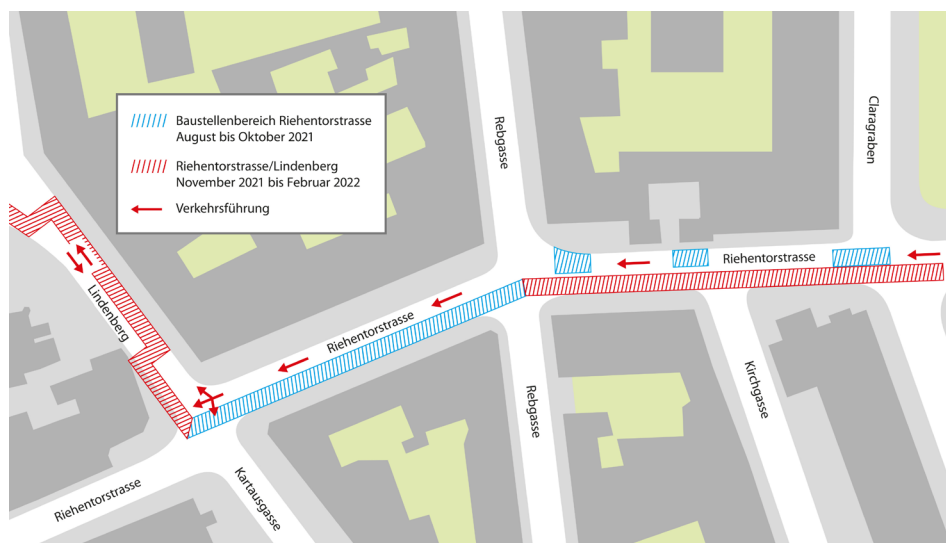 Baustellenbereich Riehentorstrasse
August bis Oktober 2021
Riehentorstrasse/Lindenberg
November 2021 bis Februar 2022
Verkehrsführung
Rebgasse
Claragraben
Riehentorstrasse
Lindenberg
Riehentorstrasse
Rebgasse
Kirchgasse
Kartausgasse
Riehentorstrasse